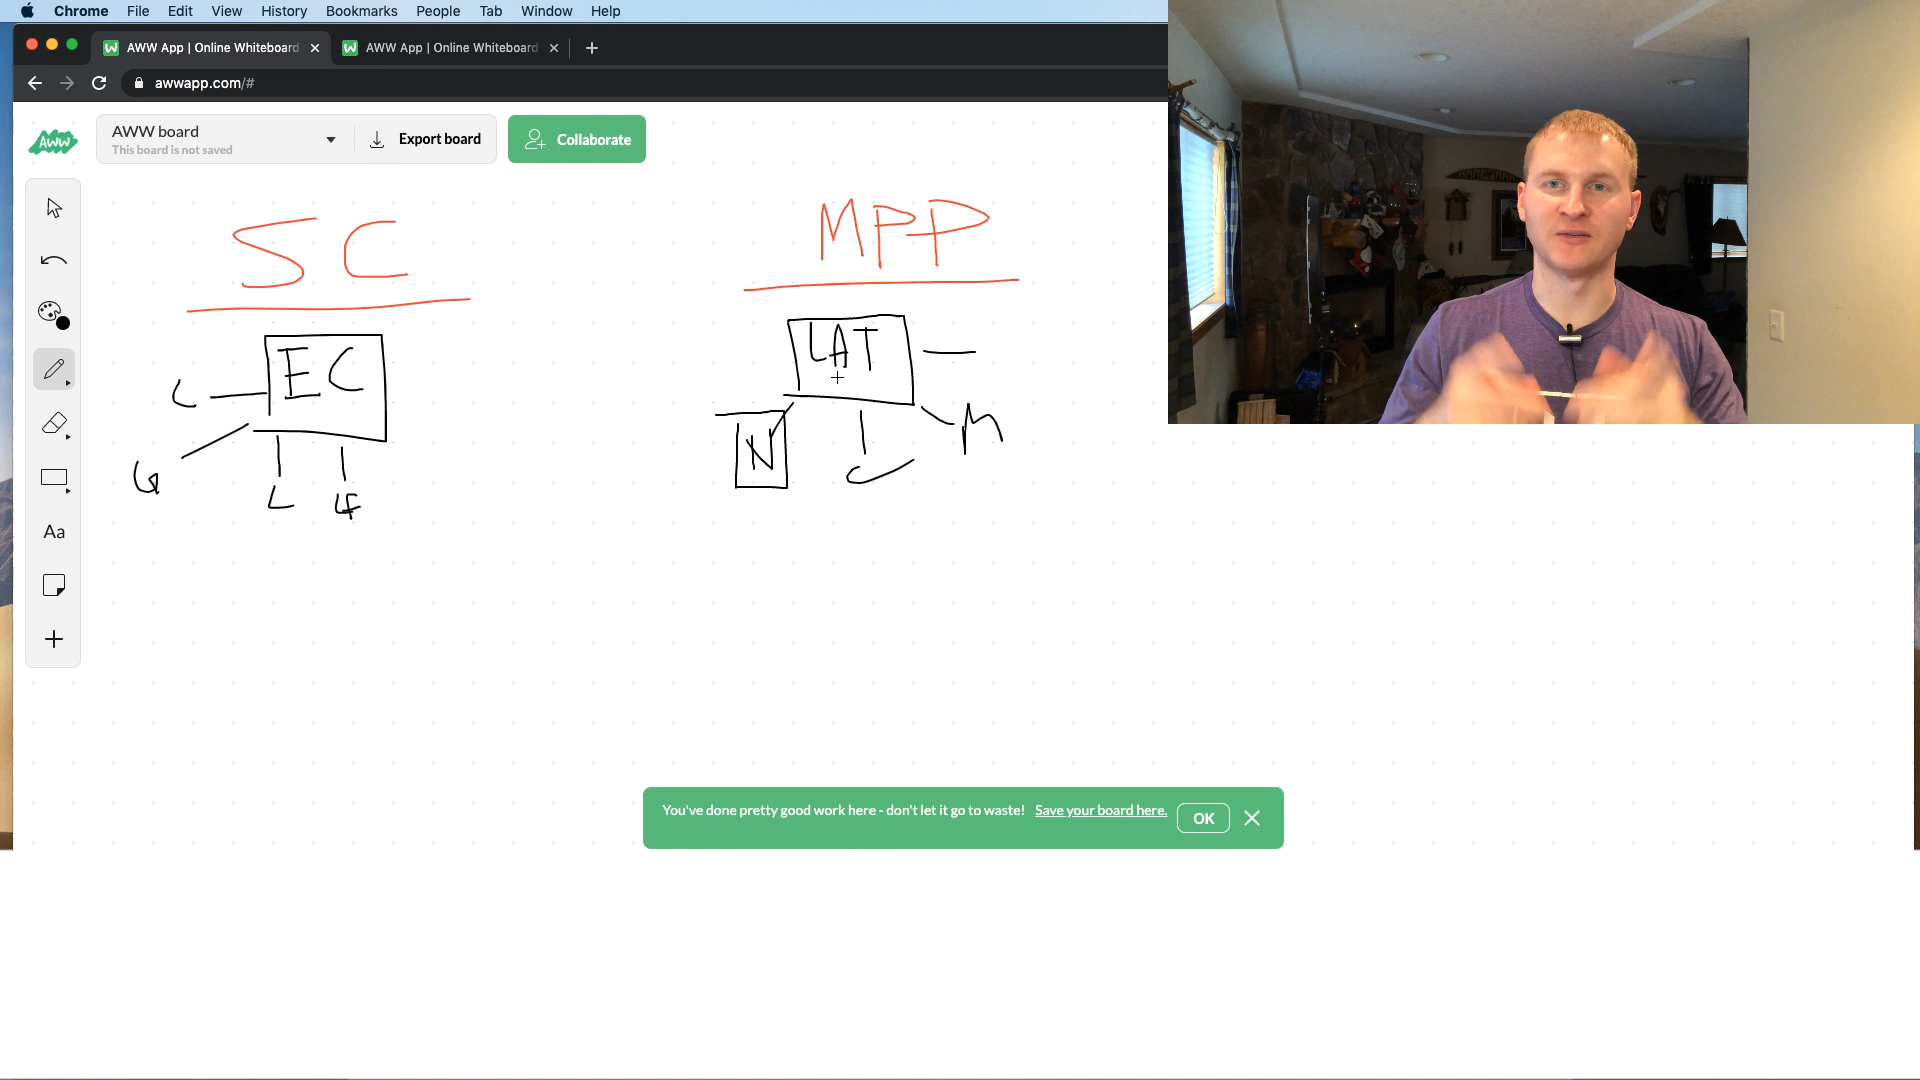 Chrome File Edit View History Bookmarks People Tab Window Help
AWW App | Online Whiteboard
AWW App | Online Whiteboard
awwapp.com/#
AWW
AWW board
This board is not saved
Export board
Collaborate
SC
MPP
EC
LAT
C
G
L
LF
N
C
M
Aa
You've done pretty good work here - don't let it go to waste! Save your board here.
OK